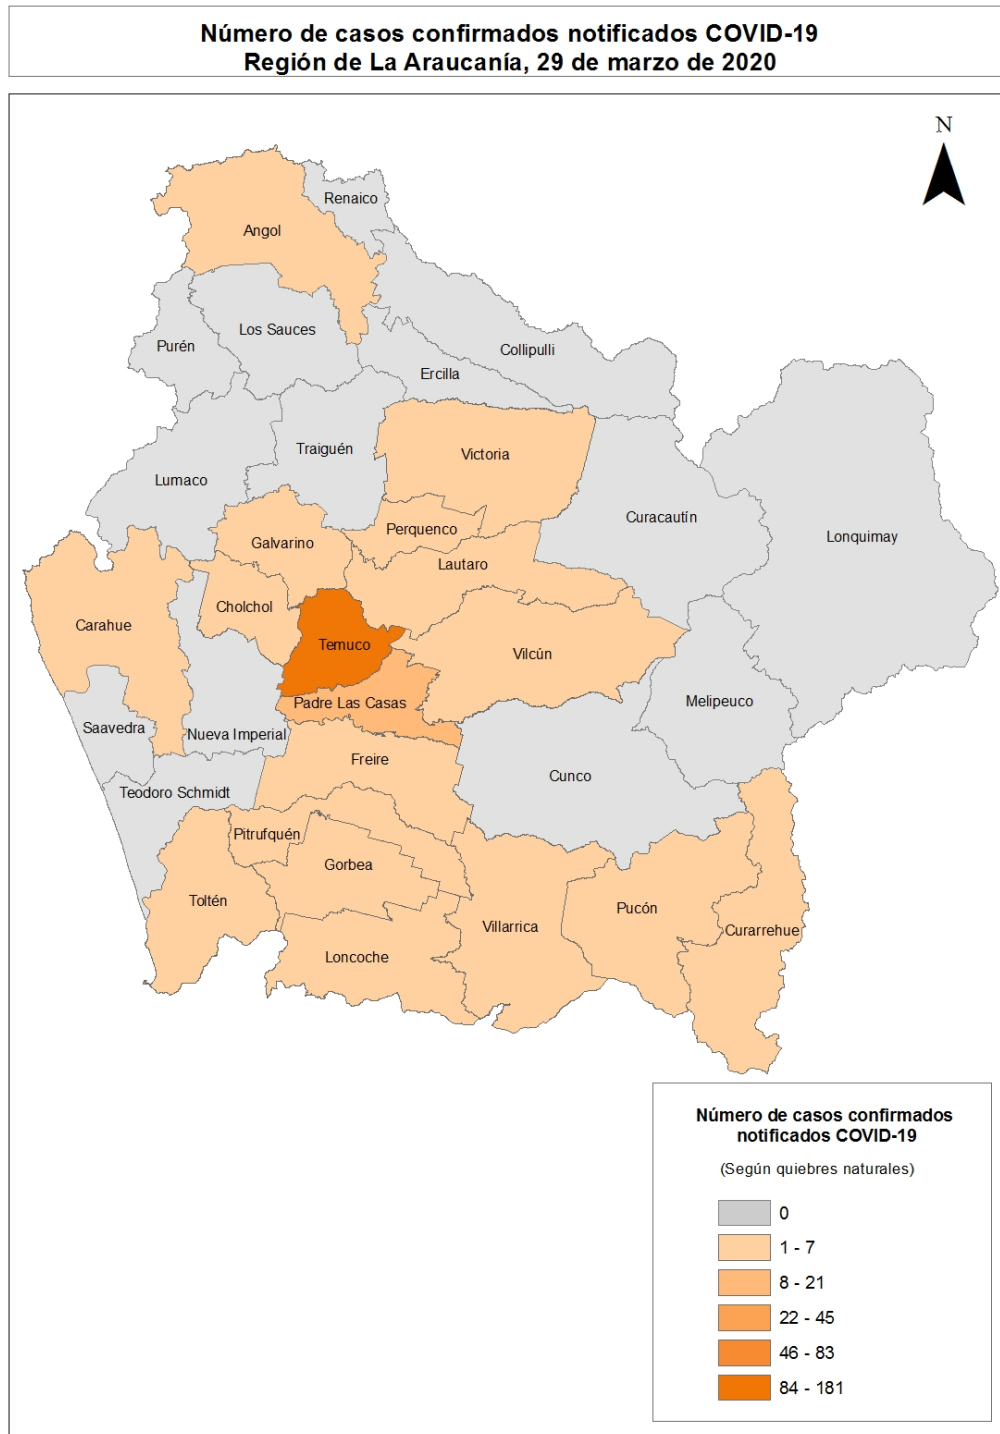 Número de casos confirmados notificados COVID-19
Región de La Araucanía, 29 de marzo de 2020
N
Renaico
Angol
Los Sauces
Purén
Collipulli
Ercilla
Traiguén
Victoria
Lumaco
Curacautín
Perquenco
Lonquimay
Galvarino
Lautaro
Cholchol
Carahue
Temuco
Vilcún
Melipeuco
Padre Las Casas
Saavedra
Nueva Imperial
Freire
Cunco
Teodoro Schmidt
Pitrufquén
Gorbea
Toltén
Pucón
Villarrica
Curarrehue
Loncoche
Número de casos confirmados
notificados COVID-19
(Según quiebres naturales)
0
1 - 7
8 - 21
22 - 45
46 - 83
84 - 181